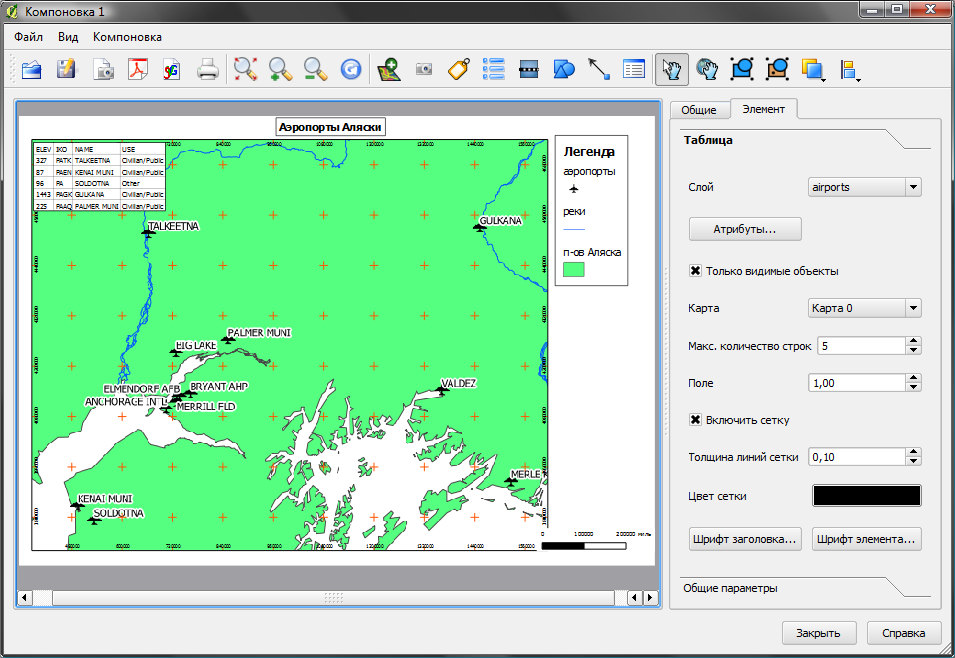 Компоновка 1
Файл Вид Компоновка
Аэропорты Аляски
ELEV IKO NAME USE
327 PATK TALKEETNA Civilian/Public
87 PAEN KENAI MUNI Civilian/Public
96 PA SOLDOTNA Other
1443 PAGK GULKANA Civilian/Public
225 PAAQ PALMER MUNI Civilian/Public
TALKEETNA
GULKANA
PALMER MUNI
BIG LAKE
ELMENDORF AFB
BRYANT AHP
ANCHORAGE INTL
MERRILL FLD
VALDEZ
MERLE
KENAI MUNI
SOLDOTNA
Легенда
аэропорты
реки
п-ов Аляска
0 100000 200000 миль
Общие Элемент
Таблица
Слой airports
Атрибуты...
Только видимые объекты
Карта Карта 0
Макс. количество строк 5
Поле 1,00
Включить сетку
Толщина линий сетки 0,10
Цвет сетки
Шрифт заголовка... Шрифт элемента...
Общие параметры
Закрыть Справка